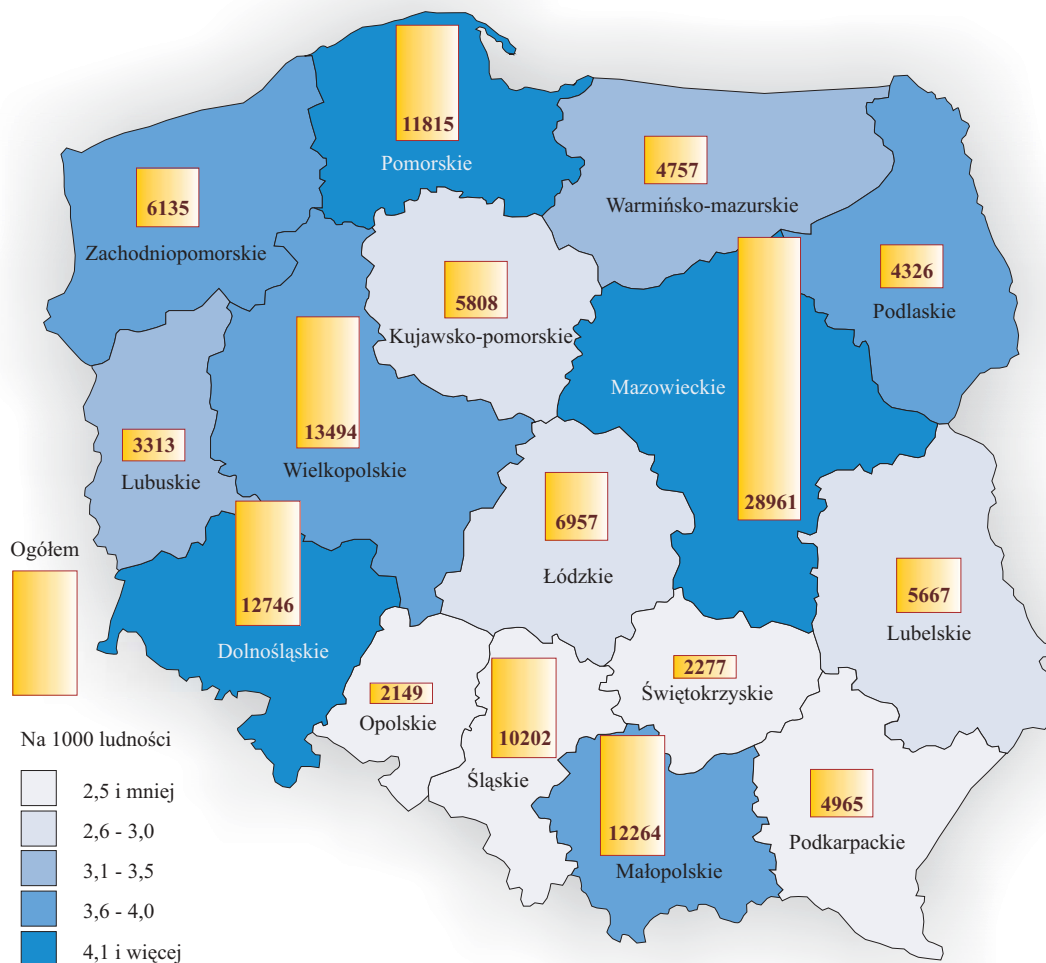 11815
Pomorskie
4757
Warmińsko-mazurskie
6135
Zachodniopomorskie
4326
Podlaskie
5808
Kujawsko-pomorskie
Mazowieckie
28961
13494
Wielkopolskie
3313
Lubuskie
6957
Łódzkie
5667
Lubelskie
12746
Dolnośląskie
2277
Świętokrzyskie
2149
Opolskie
10202
Śląskie
12264
Małopolskie
4965
Podkarpackie
Ogółem
Na 1000 ludności
2,5 i mniej
2,6 - 3,0
3,1 - 3,5
3,6 - 4,0
4,1 i więcej